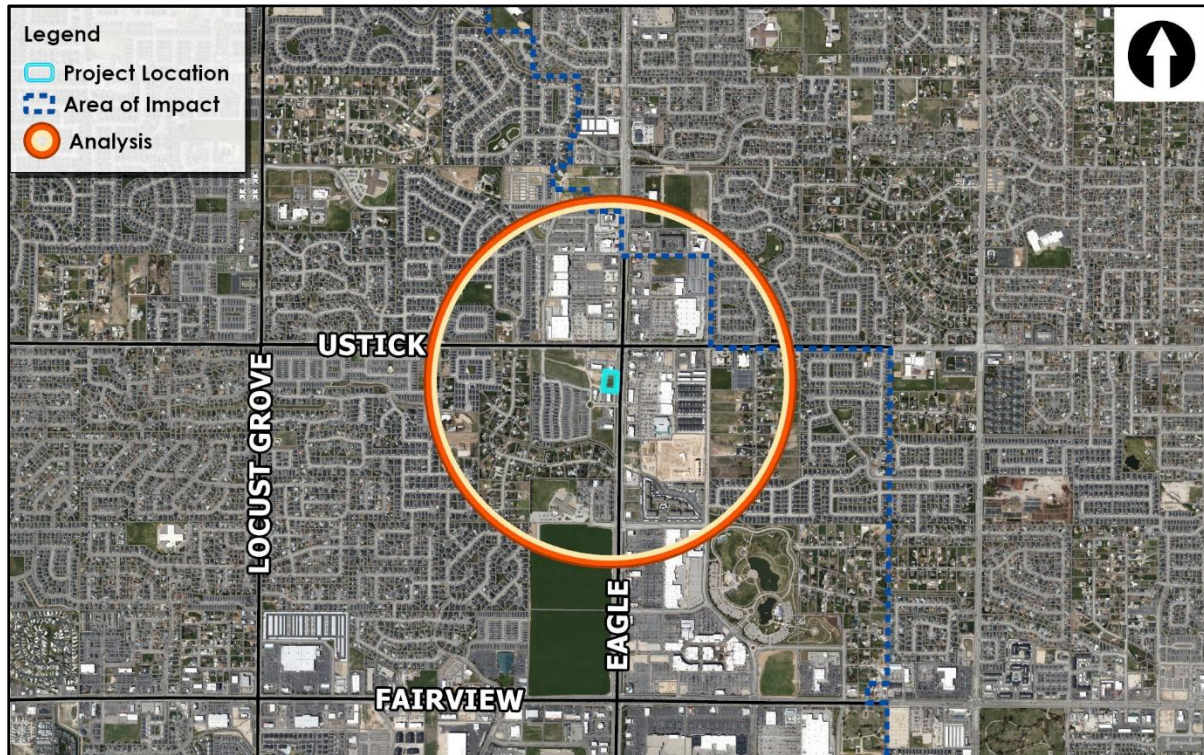 Legend
Project Location
Area of Impact
Analysis
USTICK
LOCUST GROVE
EAGLE
FAIRVIEW